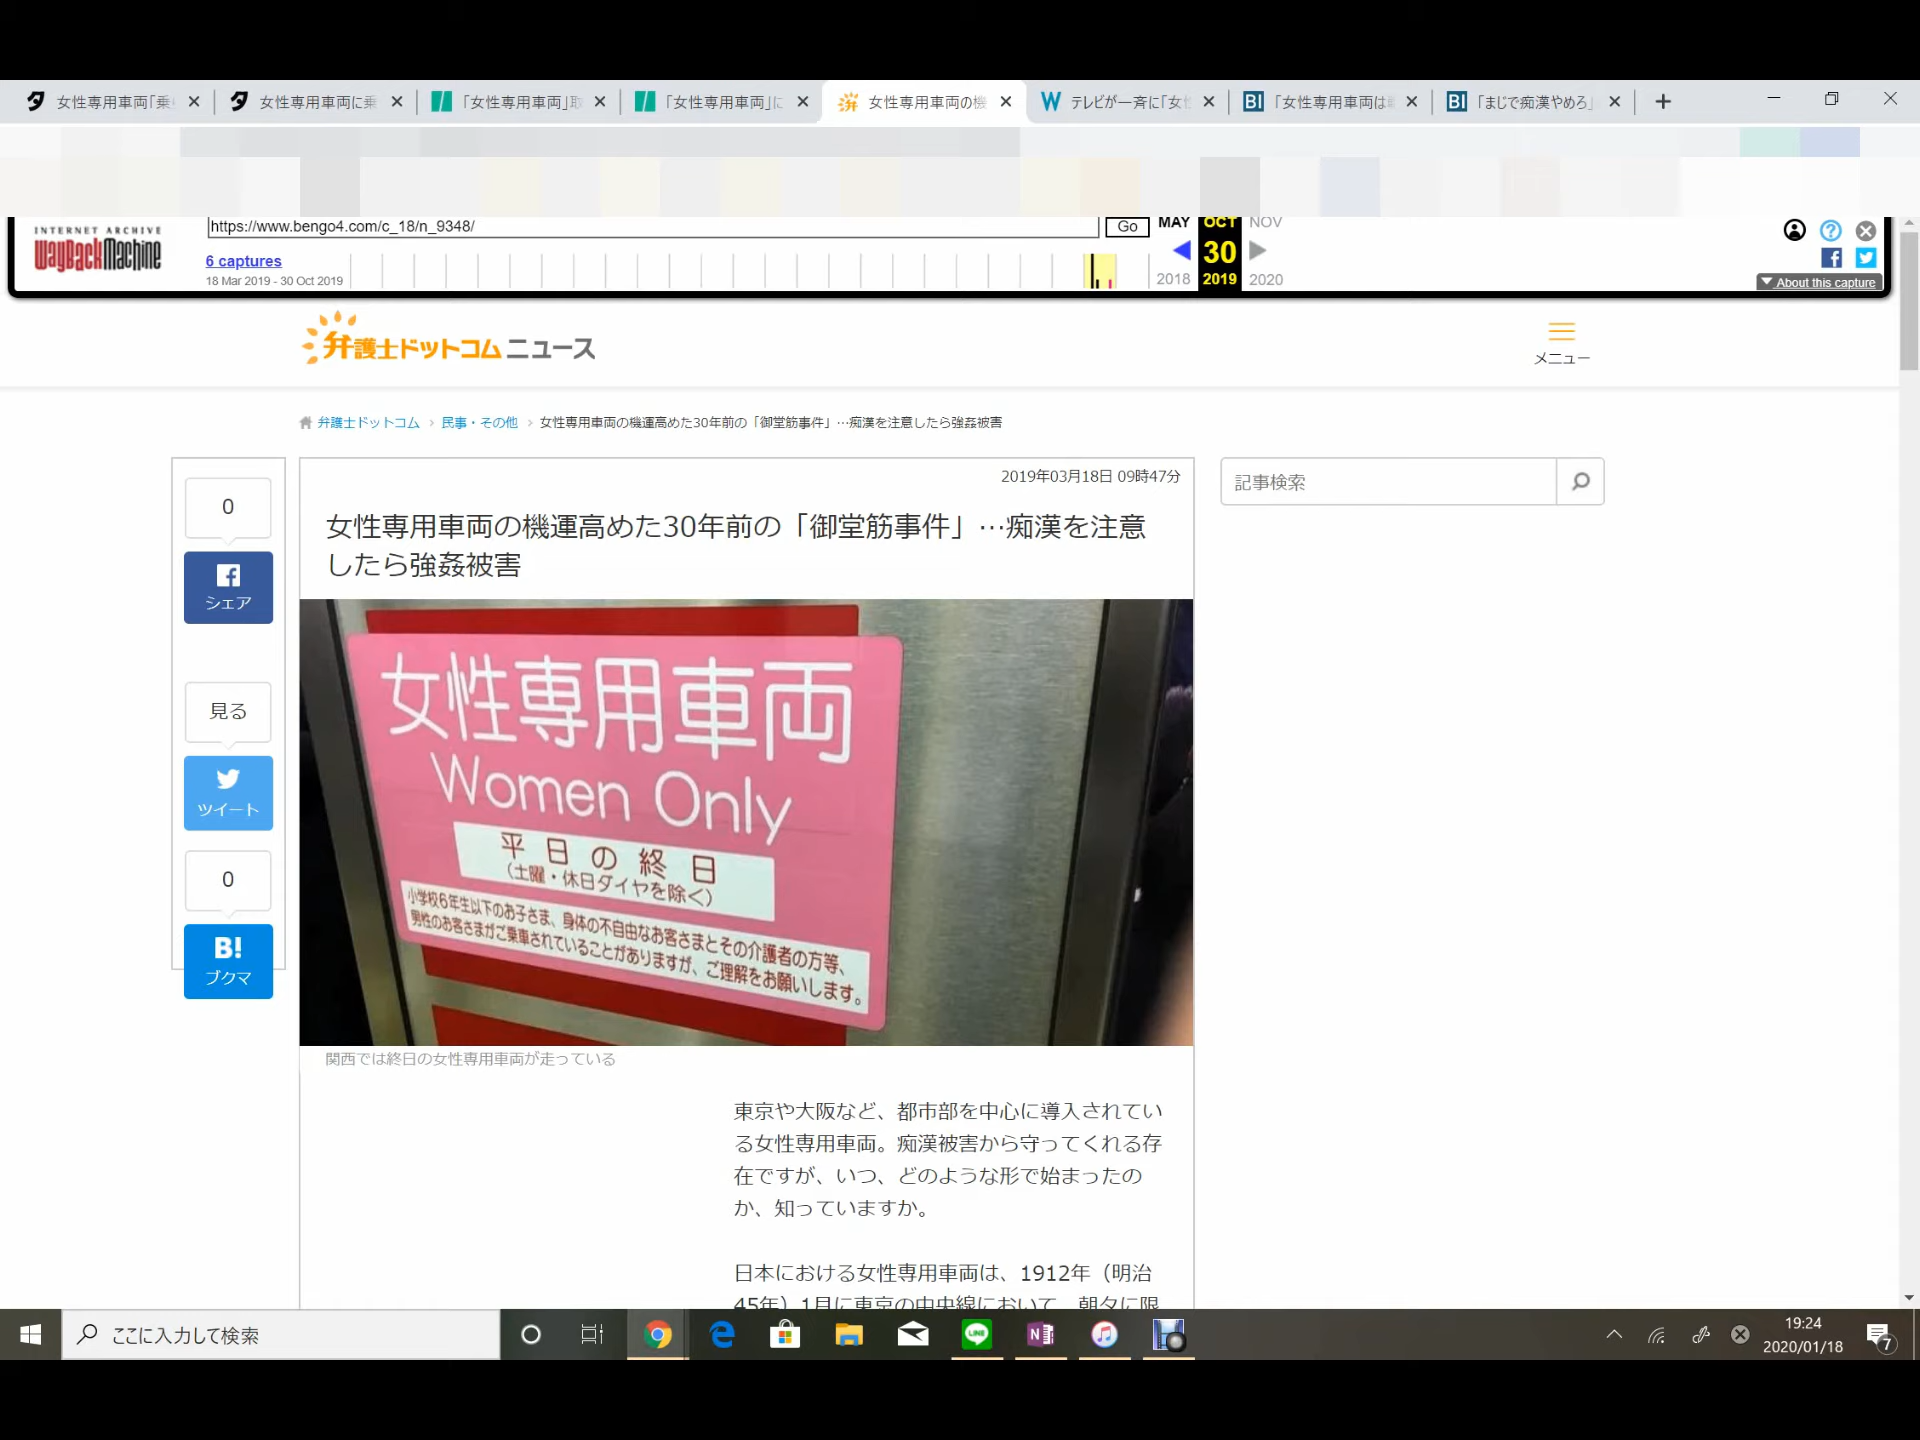 女性専用車両「乗
女性専用車両に乗
「女性専用車両」
「女性専用車両」に
女性専用車両の機
テレビが一斉に「女
「女性専用車両は
「まじで痴漢やめろ」
INTERNET ARCHIVE
WayBackMachine
https://www.bengo4.com/c_18/n_9348/
Go
MAY
OCT
NOV
6 captures
30
18 Mar 2019 - 30 Oct 2019
2018
2019
2020
About this capture
弁護士ドットコムニュース
メニュー
弁護士ドットコム › 民事・その他 › 女性専用車両の機運高めた30年前の「御堂筋事件」…痴漢を注意したら強姦被害
0
シェア
見る
ツイート
0
B!
ブクマ
2019年03月18日 09時47分
記事検索
女性専用車両の機運高めた30年前の「御堂筋事件」…痴漢を注意
したら強姦被害
女性専用車両
Women Only
平日の終日
(土曜・休日ダイヤを除く)
小学校6年生以下のお子さま、身体の不自由なお客さまとその介護者の方等、
男性のお客さまがご乗車されていることがありますが、ご理解をお願いします。
関西では終日の女性専用車両が走っている
東京や大阪など、都市部を中心に導入されてい
る女性専用車両。痴漢被害から守ってくれる存
在ですが、いつ、どのような形で始まったの
か、知っていますか。
日本における女性専用車両は、1912年（明治
45年）1月に東京の中央線において、朝夕に限
ここに入力して検索
19:24
2020/01/18
7